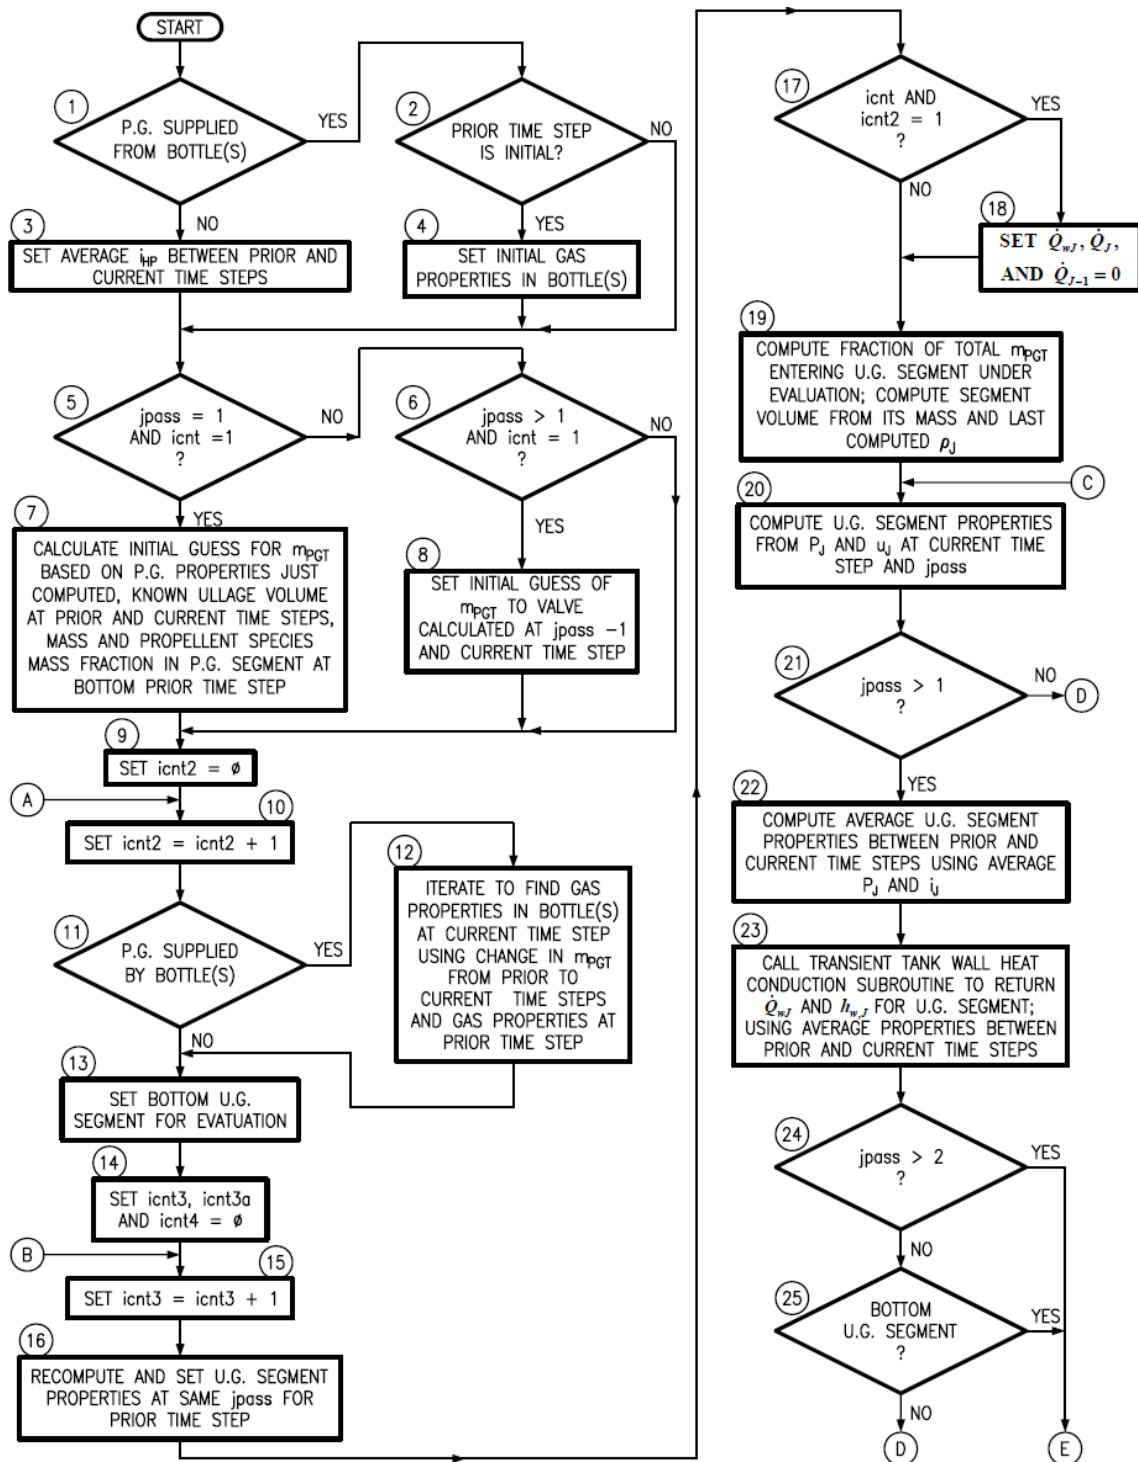 START
1
P.G. SUPPLIED
FROM BOTTLE(S)
YES
NO
2
PRIOR TIME STEP
IS INITIAL?
NO
YES
3
SET AVERAGE i_HP BETWEEN PRIOR AND
CURRENT TIME STEPS
4
SET INITIAL GAS
PROPERTIES IN BOTTLE(S)
5
jpass = 1
AND icnt =1
?
NO
YES
6
jpass > 1
AND icnt = 1
?
NO
YES
7
CALCULATE INITIAL GUESS FOR m_PGT
BASED ON P.G. PROPERTIES JUST
COMPUTED, KNOWN ULLAGE VOLUME
AT PRIOR AND CURRENT TIME STEPS,
MASS AND PROPELLENT SPECIES
MASS FRACTION IN P.G. SEGMENT AT
BOTTOM PRIOR TIME STEP
8
SET INITIAL GUESS OF
m_PGT TO VALVE
CALCULATED AT jpass −1
AND CURRENT TIME STEP
9
SET icnt2 = ø
A
10
SET icnt2 = icnt2 + 1
11
P.G. SUPPLIED
BY BOTTLE(S)
YES
NO
12
ITERATE TO FIND GAS
PROPERTIES IN BOTTLE(S)
AT CURRENT TIME STEP
USING CHANGE IN m_PGT
FROM PRIOR TO
CURRENT TIME STEPS
AND GAS PROPERTIES AT
PRIOR TIME STEP
13
SET BOTTOM U.G.
SEGMENT FOR EVATUATION
14
SET icnt3, icnt3a
AND icnt4 = ø
B
15
SET icnt3 = icnt3 + 1
16
RECOMPUTE AND SET U.G. SEGMENT
PROPERTIES AT SAME jpass FOR
PRIOR TIME STEP
17
icnt AND
icnt2 = 1
?
YES
NO
18
SET Q̇_wJ, Q̇_J,
AND Q̇_J−1 = 0
19
COMPUTE FRACTION OF TOTAL m_PGT
ENTERING U.G. SEGMENT UNDER
EVALUATION; COMPUTE SEGMENT
VOLUME FROM ITS MASS AND LAST
COMPUTED ρ_J
C
20
COMPUTE U.G. SEGMENT PROPERTIES
FROM P_J AND u_J AT CURRENT TIME
STEP AND jpass
21
jpass > 1
?
NO
D
YES
22
COMPUTE AVERAGE U.G. SEGMENT
PROPERTIES BETWEEN PRIOR AND
CURRENT TIME STEPS USING AVERAGE
P_J AND i_J
23
CALL TRANSIENT TANK WALL HEAT
CONDUCTION SUBROUTINE TO RETURN
Q̇_wJ AND h_w,J FOR U.G. SEGMENT;
USING AVERAGE PROPERTIES BETWEEN
PRIOR AND CURRENT TIME STEPS
24
jpass > 2
?
YES
NO
25
BOTTOM
U.G. SEGMENT
?
YES
NO
D
E